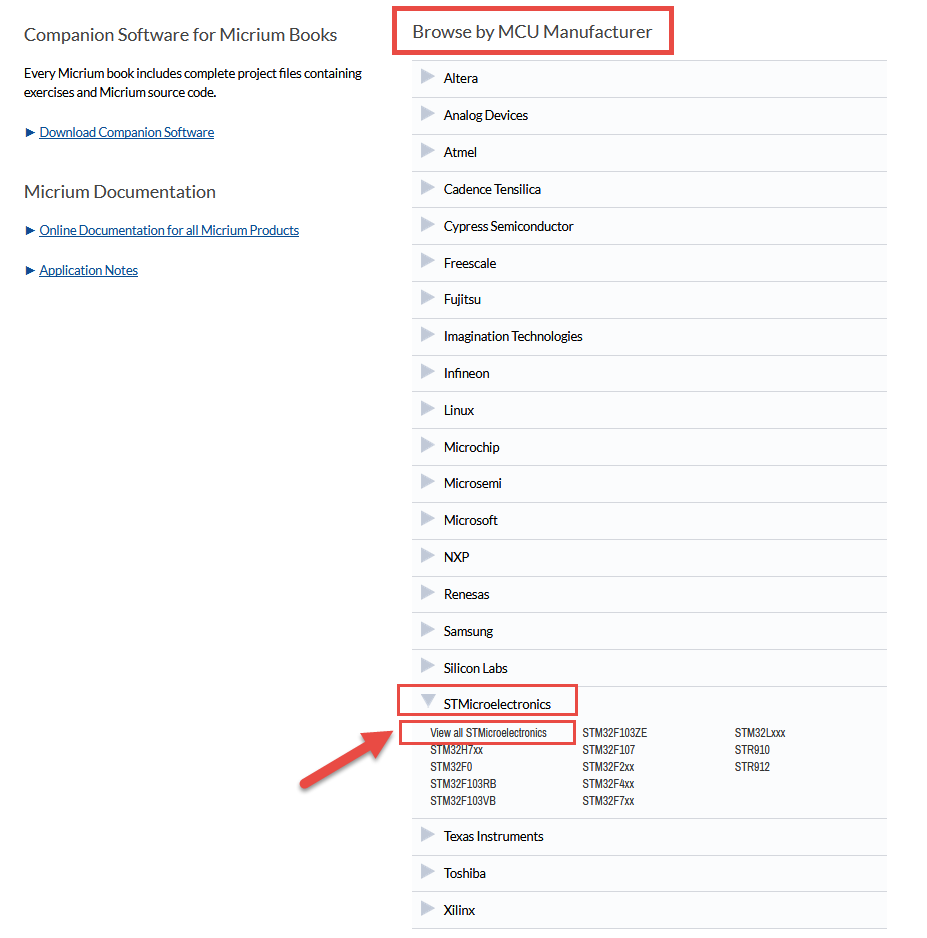 Companion Software for Micrium Books
Every Micrium book includes complete project files containing
exercises and Micrium source code.
Download Companion Software
Micrium Documentation
Online Documentation for all Micrium Products
Application Notes
Browse by MCU Manufacturer
Altera
Analog Devices
Atmel
Cadence Tensilica
Cypress Semiconductor
Freescale
Fujitsu
Imagination Technologies
Infineon
Linux
Microchip
Microsemi
Microsoft
NXP
Renesas
Samsung
Silicon Labs
STMicroelectronics
View all STMicroelectronics STM32F103ZE STM32Lxxx
STM32H7xx STM32F107 STR910
STM32F0 STM32F2xx STR912
STM32F103RB STM32F4xx
STM32F103VB STM32F7xx
Texas Instruments
Toshiba
Xilinx